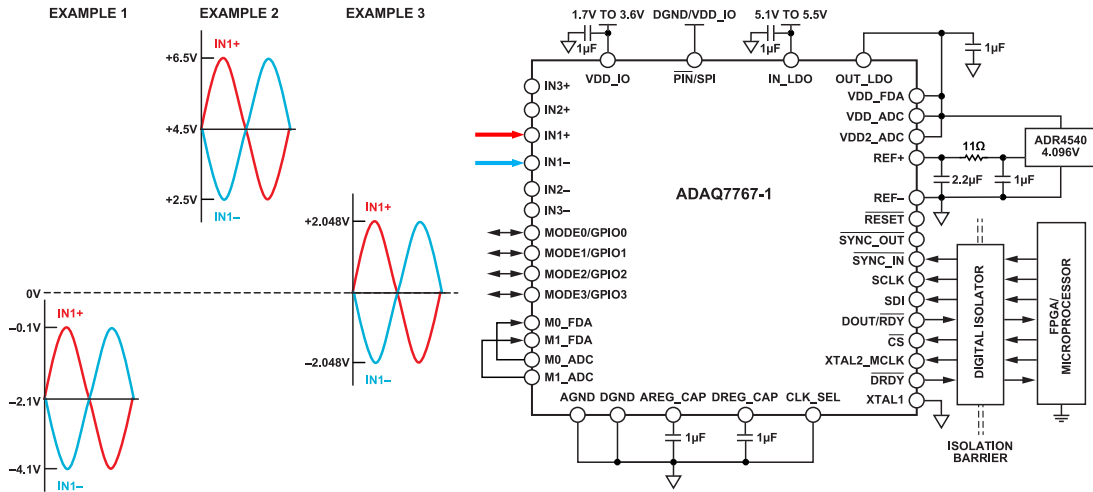 EXAMPLE 1
EXAMPLE 2
EXAMPLE 3
IN1+
+6.5V
+4.5V
+2.5V
IN1–
IN1+
+2.048V
0V
–2.048V
IN1–
–0.1V
IN1+
–2.1V
–4.1V
IN1–
1.7V TO 3.6V
DGND/VDD_IO
5.1V TO 5.5V
1µF
1µF
1µF
VDD_IO
PIN/SPI
IN_LDO
OUT_LDO
IN3+
IN2+
IN1+
IN1–
IN2–
IN3–
MODE0/GPIO0
MODE1/GPIO1
MODE2/GPIO2
MODE3/GPIO3
M0_FDA
M1_FDA
M0_ADC
M1_ADC
ADAQ7767-1
VDD_FDA
VDD_ADC
VDD2_ADC
REF+
REF–
RESET
SYNC_OUT
SYNC_IN
SCLK
SDI
DOUT/RDY
CS
XTAL2_MCLK
DRDY
XTAL1
11Ω
ADR4540
4.096V
2.2µF
1µF
DIGITAL ISOLATOR
FPGA/
MICROPROCESSOR
AGND
DGND
AREG_CAP
DREG_CAP
CLK_SEL
1µF
1µF
ISOLATION
BARRIER